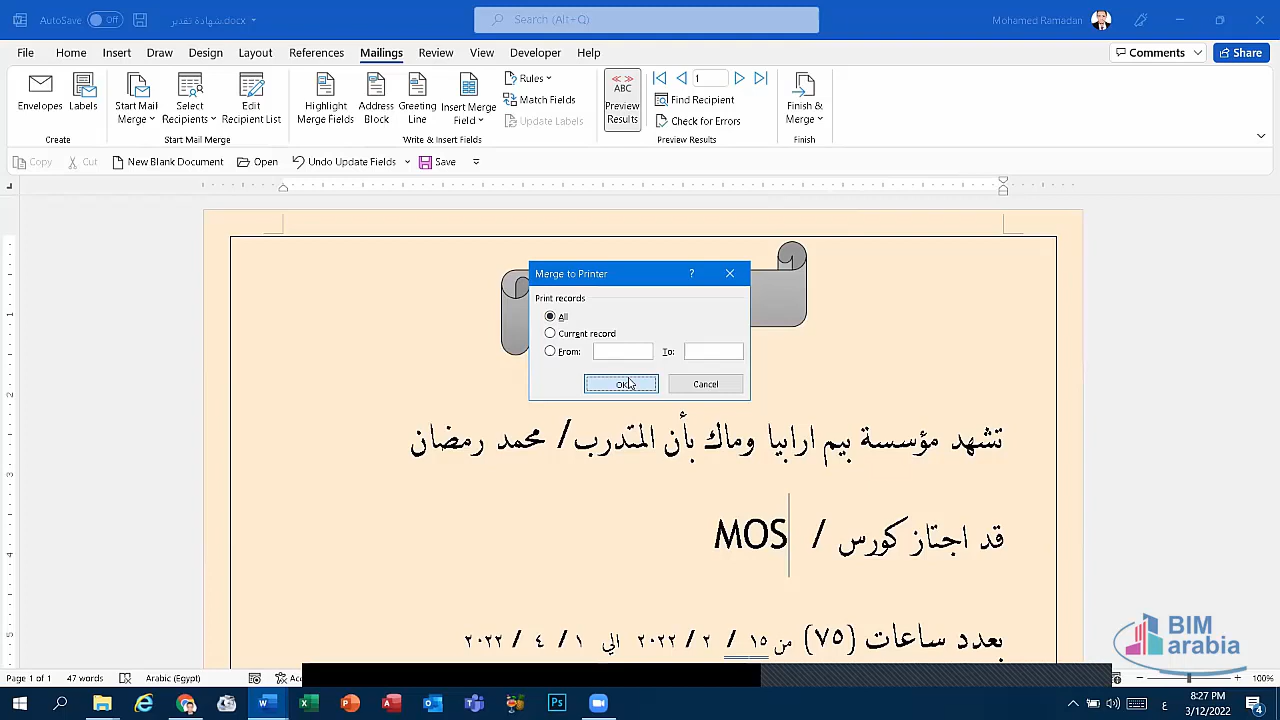 AutoSave Off شهادة تقدير.docx
Search (Alt+Q)
Mohamed Ramadan
File Home Insert Draw Design Layout References Mailings Review View Developer Help
Comments Share
Envelopes Labels Start Mail Merge Select Recipients Edit Recipient List Highlight Merge Fields Address Block Greeting Line Insert Merge Field Rules Match Fields Update Labels Preview Results 1 Find Recipient Check for Errors Finish & Merge
ABC
Create Start Mail Merge Write & Insert Fields Preview Results Finish
Copy Cut New Blank Document Open Undo Update Fields Save
Merge to Printer ?
Print records
All
Current record
From: To:
OK Cancel
تشهد مؤسسة بيم ارابيا وماك بأن المتدرب/ محمد رمضان
قد اجتاز كورس / MOS
بعدد ساعات (٧٥) من ١٥ / ٢ / ٢٠٢٢ الي ١ / ٤ / ٢٠٢٢
BIM
arabia
Page 1 of 1 47 words Arabic (Egypt) 100%
8:27 PM
3/12/2022